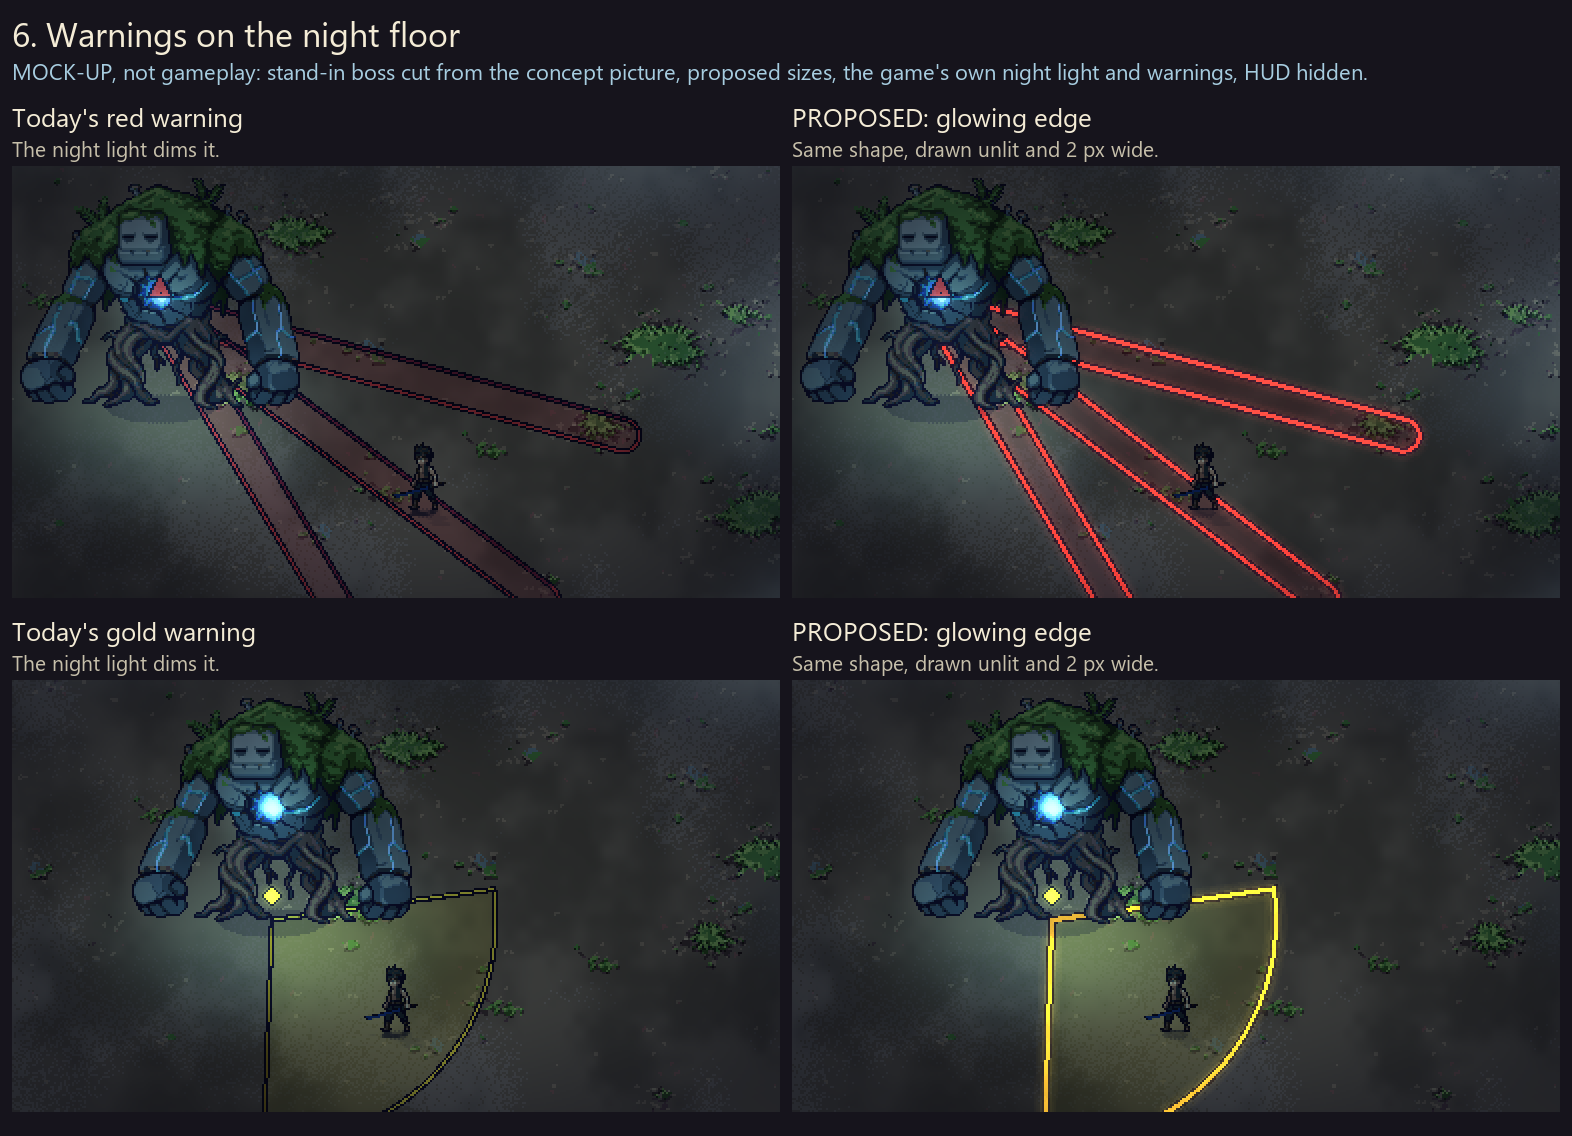 6. Warnings on the night floor
MOCK-UP, not gameplay: stand-in boss cut from the concept picture, proposed sizes, the game's own night light and warnings, HUD hidden.
Today's red warning
The night light dims it.
PROPOSED: glowing edge
Same shape, drawn unlit and 2 px wide.
Today's gold warning
The night light dims it.
PROPOSED: glowing edge
Same shape, drawn unlit and 2 px wide.